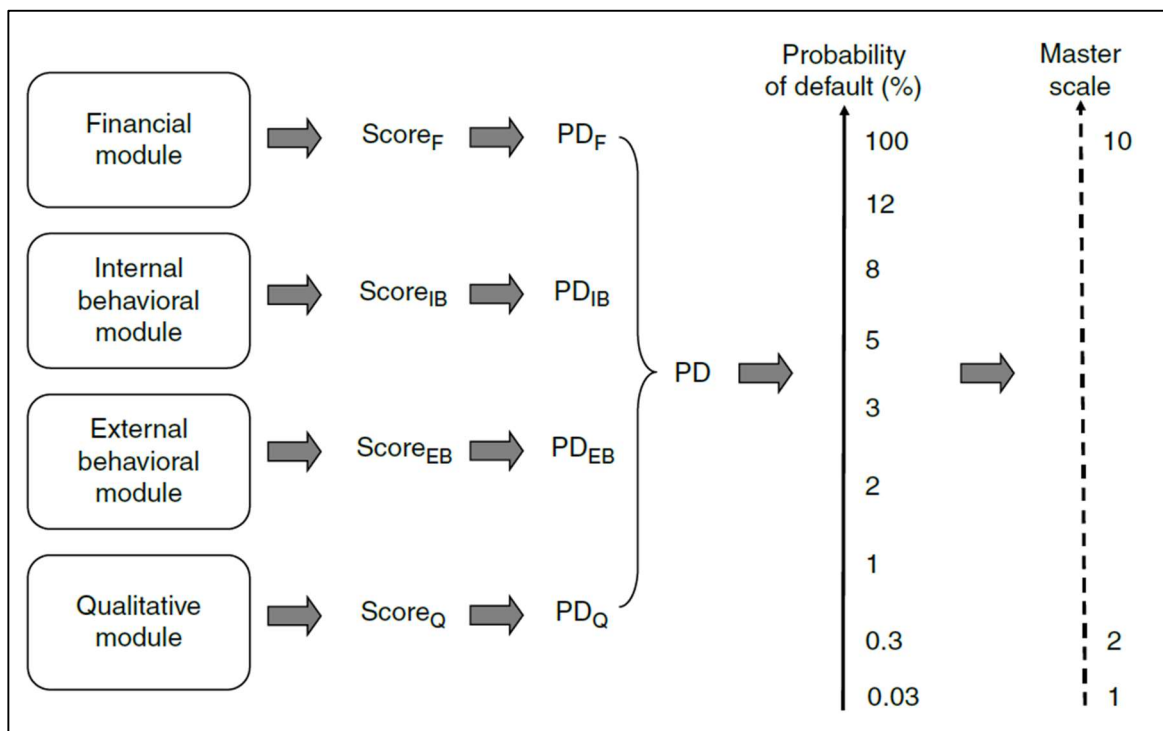 Probability
of default (%)
Master
scale
Financial
module
Score_F
PD_F
100
10
12
Internal
behavioral
module
Score_IB
PD_IB
8
5
PD
3
External
behavioral
module
Score_EB
PD_EB
2
1
Qualitative
module
Score_Q
PD_Q
0.3
2
0.03
1